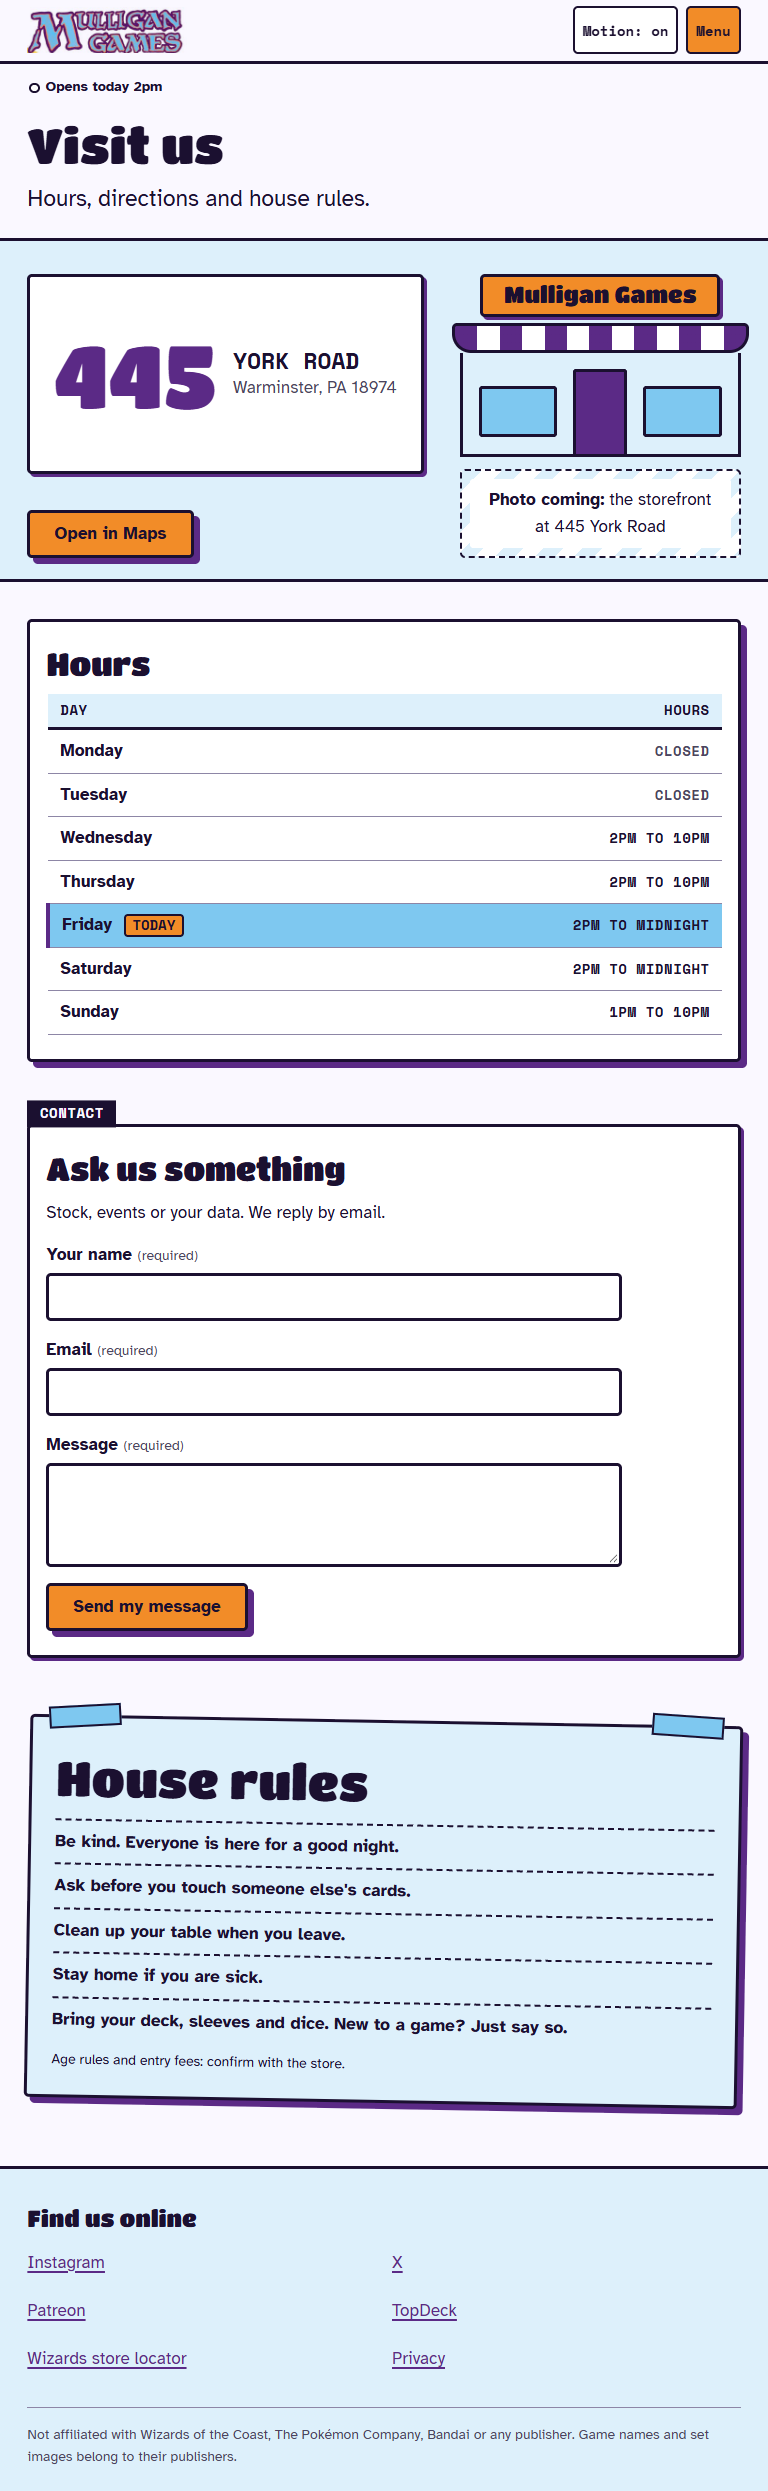 Mulligan Games
Motion: on
Menu
Opens today 2pm
Visit us
Hours, directions and house rules.
445
YORK ROAD
Warminster, PA 18974
Open in Maps
Mulligan Games
Photo coming: the storefront
at 445 York Road
Hours
DAY HOURS
Monday CLOSED
Tuesday CLOSED
Wednesday 2PM TO 10PM
Thursday 2PM TO 10PM
Friday TODAY 2PM TO MIDNIGHT
Saturday 2PM TO MIDNIGHT
Sunday 1PM TO 10PM
CONTACT
Ask us something
Stock, events or your data. We reply by email.
Your name (required)
Email (required)
Message (required)
Send my message
House rules
Be kind. Everyone is here for a good night.
Ask before you touch someone else's cards.
Clean up your table when you leave.
Stay home if you are sick.
Bring your deck, sleeves and dice. New to a game? Just say so.
Age rules and entry fees: confirm with the store.
Find us online
Instagram
X
Patreon
TopDeck
Wizards store locator
Privacy
Not affiliated with Wizards of the Coast, The Pokémon Company, Bandai or any publisher. Game names and set
images belong to their publishers.